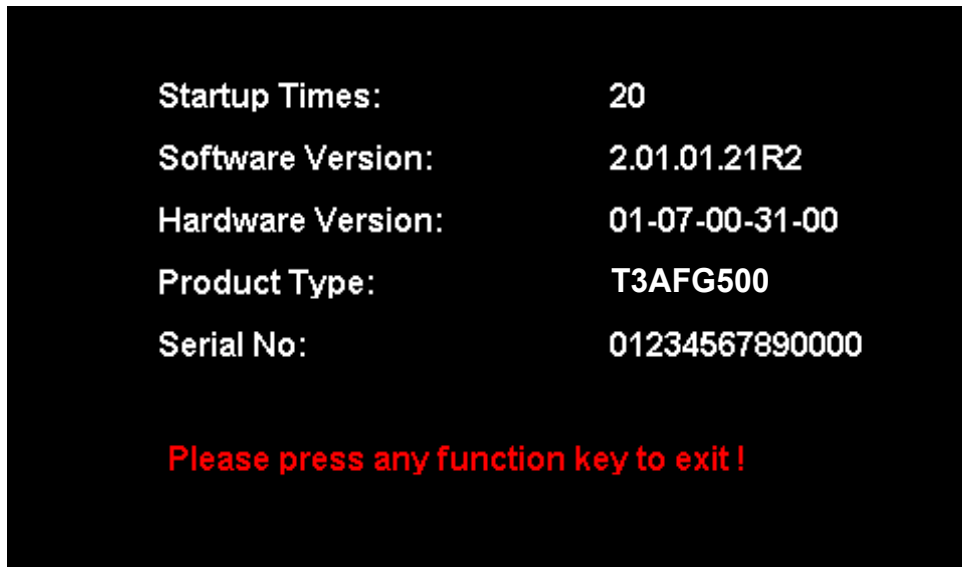 Startup Times: 20
Software Version: 2.01.01.21R2
Hardware Version: 01-07-00-31-00
Product Type: T3AFG500
Serial No: 01234567890000
Please press any function key to exit !